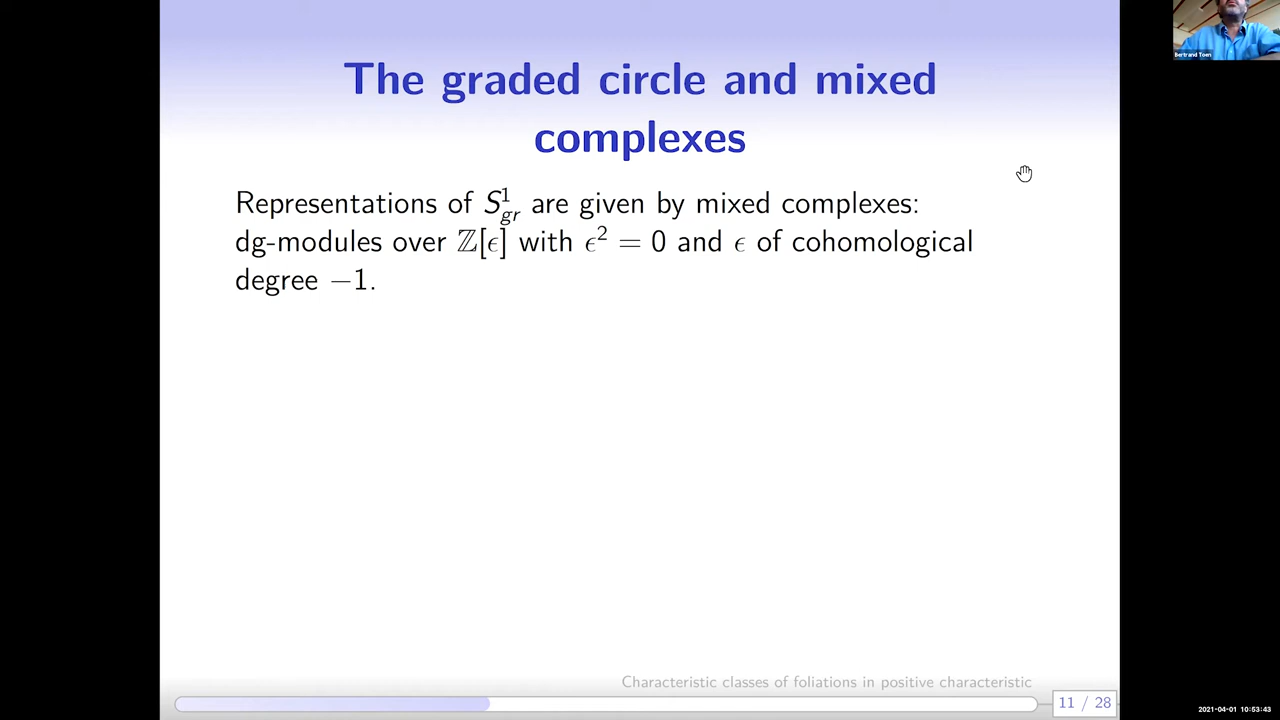 The graded circle and mixed
complexes
Representations of $S^1_{gr}$ are given by mixed complexes:
dg-modules over $\mathbb{Z}[\epsilon]$ with $\epsilon^2 = 0$ and $\epsilon$ of cohomological
degree $-1$.
Characteristic classes of foliations in positive characteristic
11 / 28
Bertrand Toen
2021-04-01 10:53:43